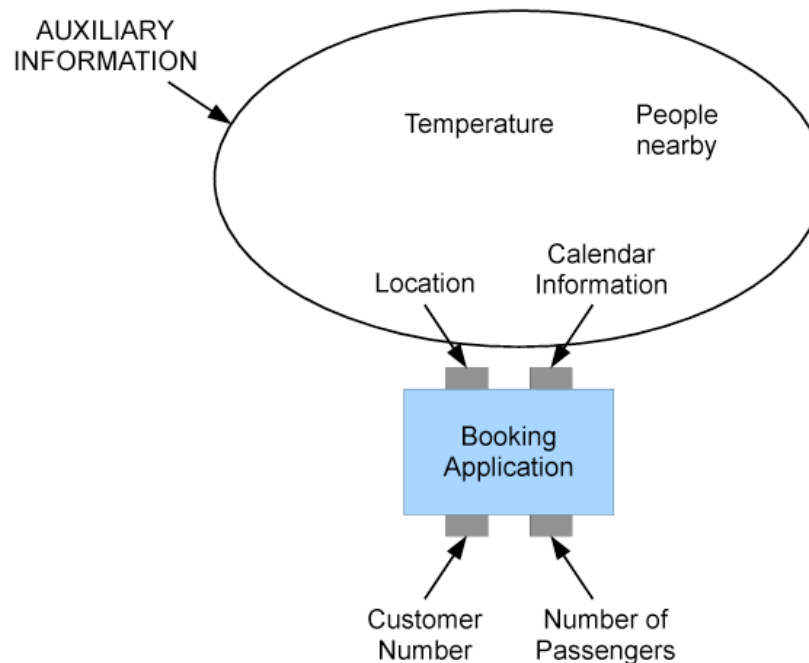 AUXILIARY
INFORMATION
Temperature
People
nearby
Location
Calendar
Information
Booking
Application
Customer
Number
Number of
Passengers